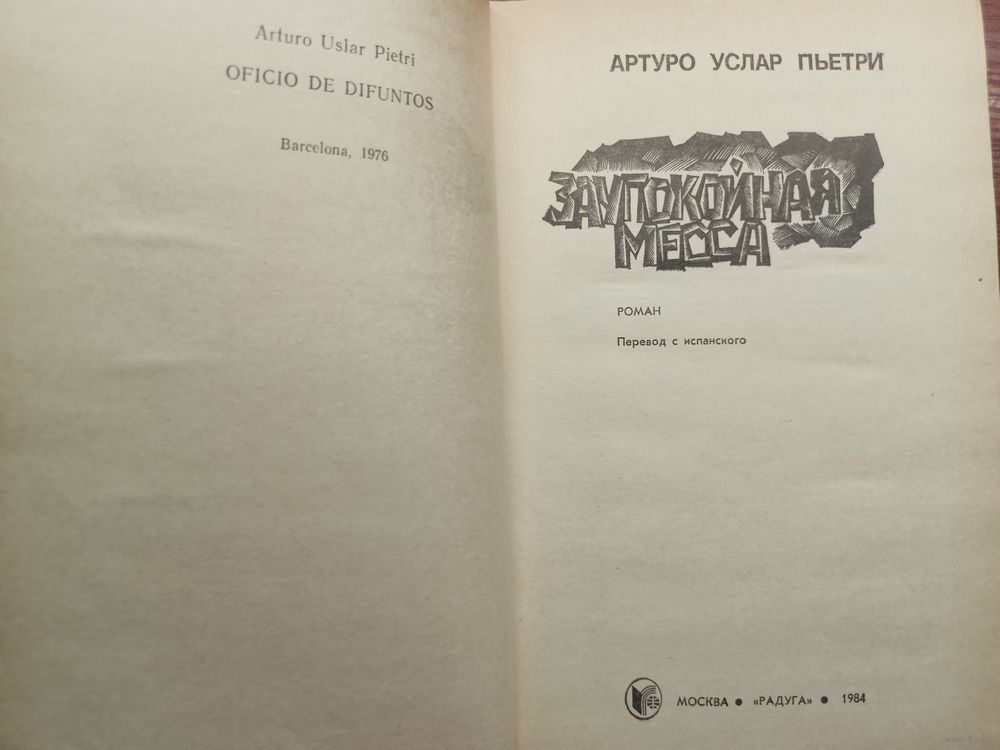 Arturo Uslar Pietri
OFICIO DE DIFUNTOS
Barcelona, 1976
АРТУРО УСЛАР ПЬЕТРИ
ЗАУПОКОЙНАЯ
МЕССА
РОМАН
Перевод с испанского
МОСКВА • «РАДУГА» • 1984